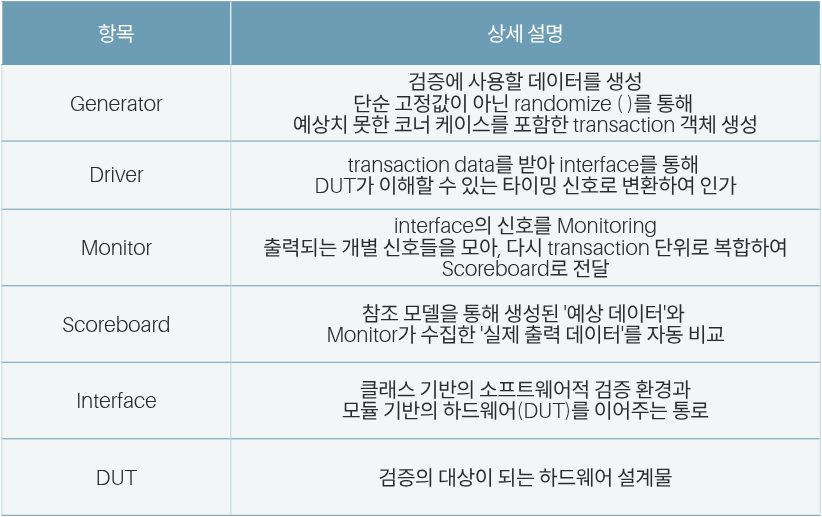 항목
상세 설명
Generator
검증에 사용할 데이터를 생성
단순 고정값이 아닌 randomize ( )를 통해
예상치 못한 코너 케이스를 포함한 transaction 객체 생성
Driver
transaction data를 받아 interface를 통해
DUT가 이해할 수 있는 타이밍 신호로 변환하여 인가
Monitor
interface의 신호를 Monitoring
출력되는 개별 신호들을 모아, 다시 transaction 단위로 복합하여
Scoreboard로 전달
Scoreboard
참조 모델을 통해 생성된 '예상 데이터'와
Monitor가 수집한 '실제 출력 데이터'를 자동 비교
Interface
클래스 기반의 소프트웨어적 검증 환경과
모듈 기반의 하드웨어(DUT)를 이어주는 통로
DUT
검증의 대상이 되는 하드웨어 설계물